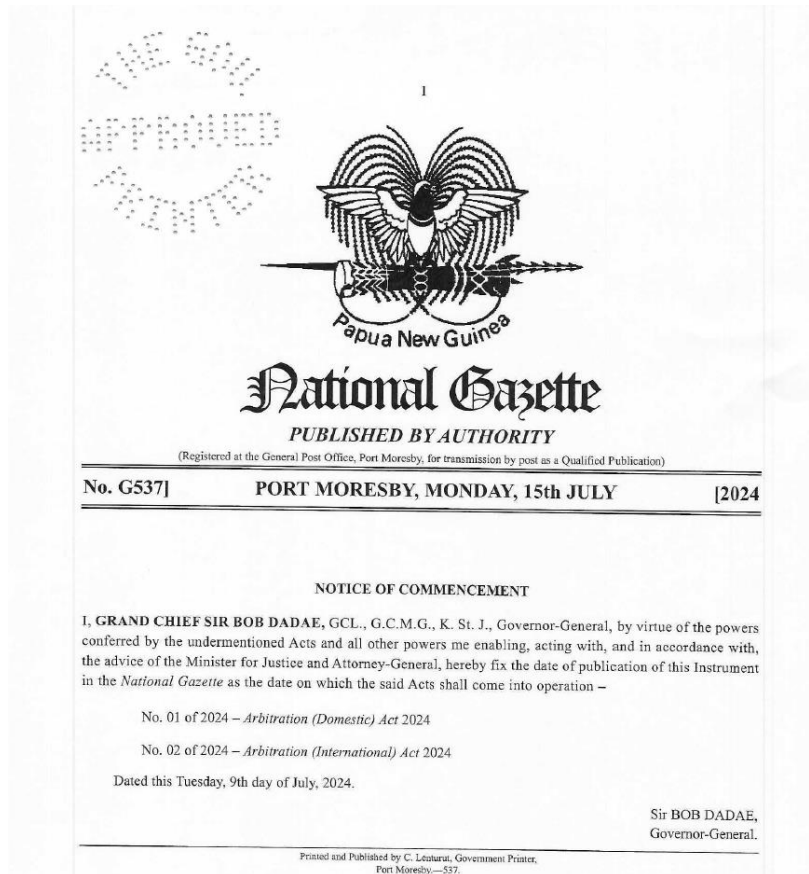 THE GOV
APPROVED
PRINTER
I
Papua New Guinea
National Gazette
PUBLISHED BY AUTHORITY
(Registered at the General Post Office, Port Moresby, for transmission by post as a Qualified Publication)
No. G537] PORT MORESBY, MONDAY, 15th JULY [2024
NOTICE OF COMMENCEMENT
I, GRAND CHIEF SIR BOB DADAE, GCL., G.C.M.G., K. St. J., Governor-General, by virtue of the powers
conferred by the undermentioned Acts and all other powers me enabling, acting with, and in accordance with,
the advice of the Minister for Justice and Attorney-General, hereby fix the date of publication of this Instrument
in the National Gazette as the date on which the said Acts shall come into operation –
No. 01 of 2024 – Arbitration (Domestic) Act 2024
No. 02 of 2024 – Arbitration (International) Act 2024
Dated this Tuesday, 9th day of July, 2024.
Sir BOB DADAE,
Governor-General.
Printed and Published by C. Lenturut, Government Printer,
Port Moresby.—537.